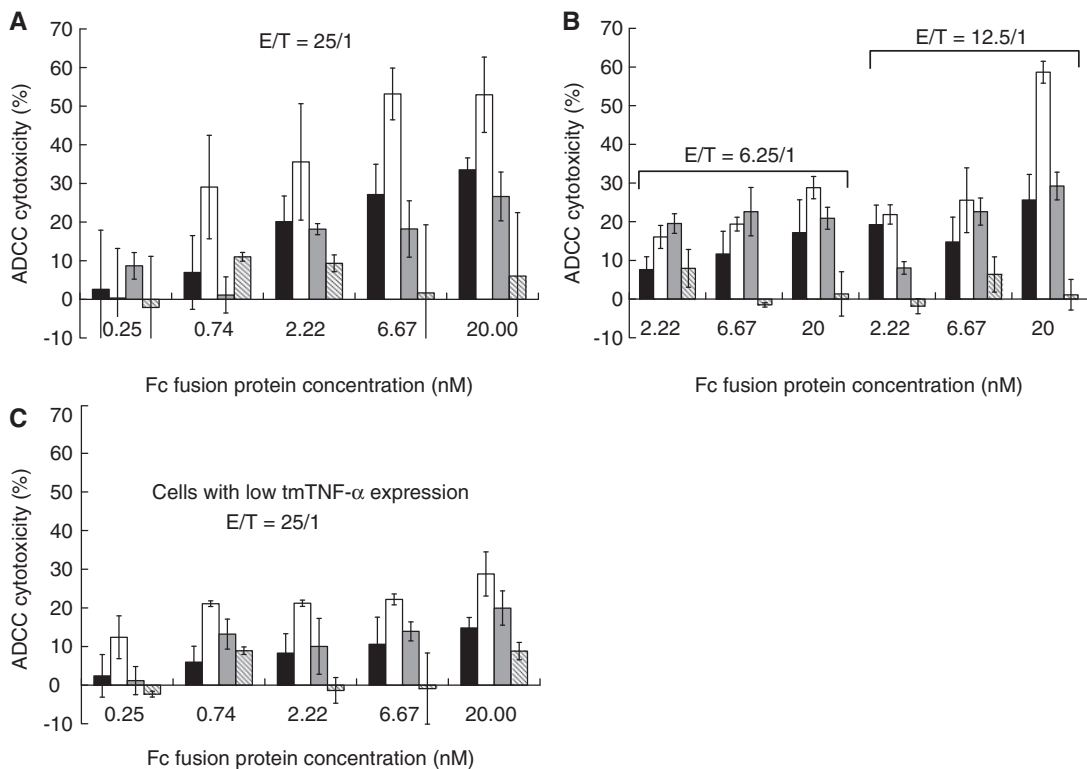 A
70
60
50
40
30
20
10
0
-10
ADCC cytotoxicity (%)
E/T = 25/1
0.25 0.74 2.22 6.67 20.00
Fc fusion protein concentration (nM)
B
70
60
50
40
30
20
10
0
-10
ADCC cytotoxicity (%)
E/T = 6.25/1
E/T = 12.5/1
2.22 6.67 20 2.22 6.67 20
Fc fusion protein concentration (nM)
C
70
60
50
40
30
20
10
0
-10
ADCC cytotoxicity (%)
Cells with low tmTNF-α expression
E/T = 25/1
0.25 0.74 2.22 6.67 20.00
Fc fusion protein concentration (nM)